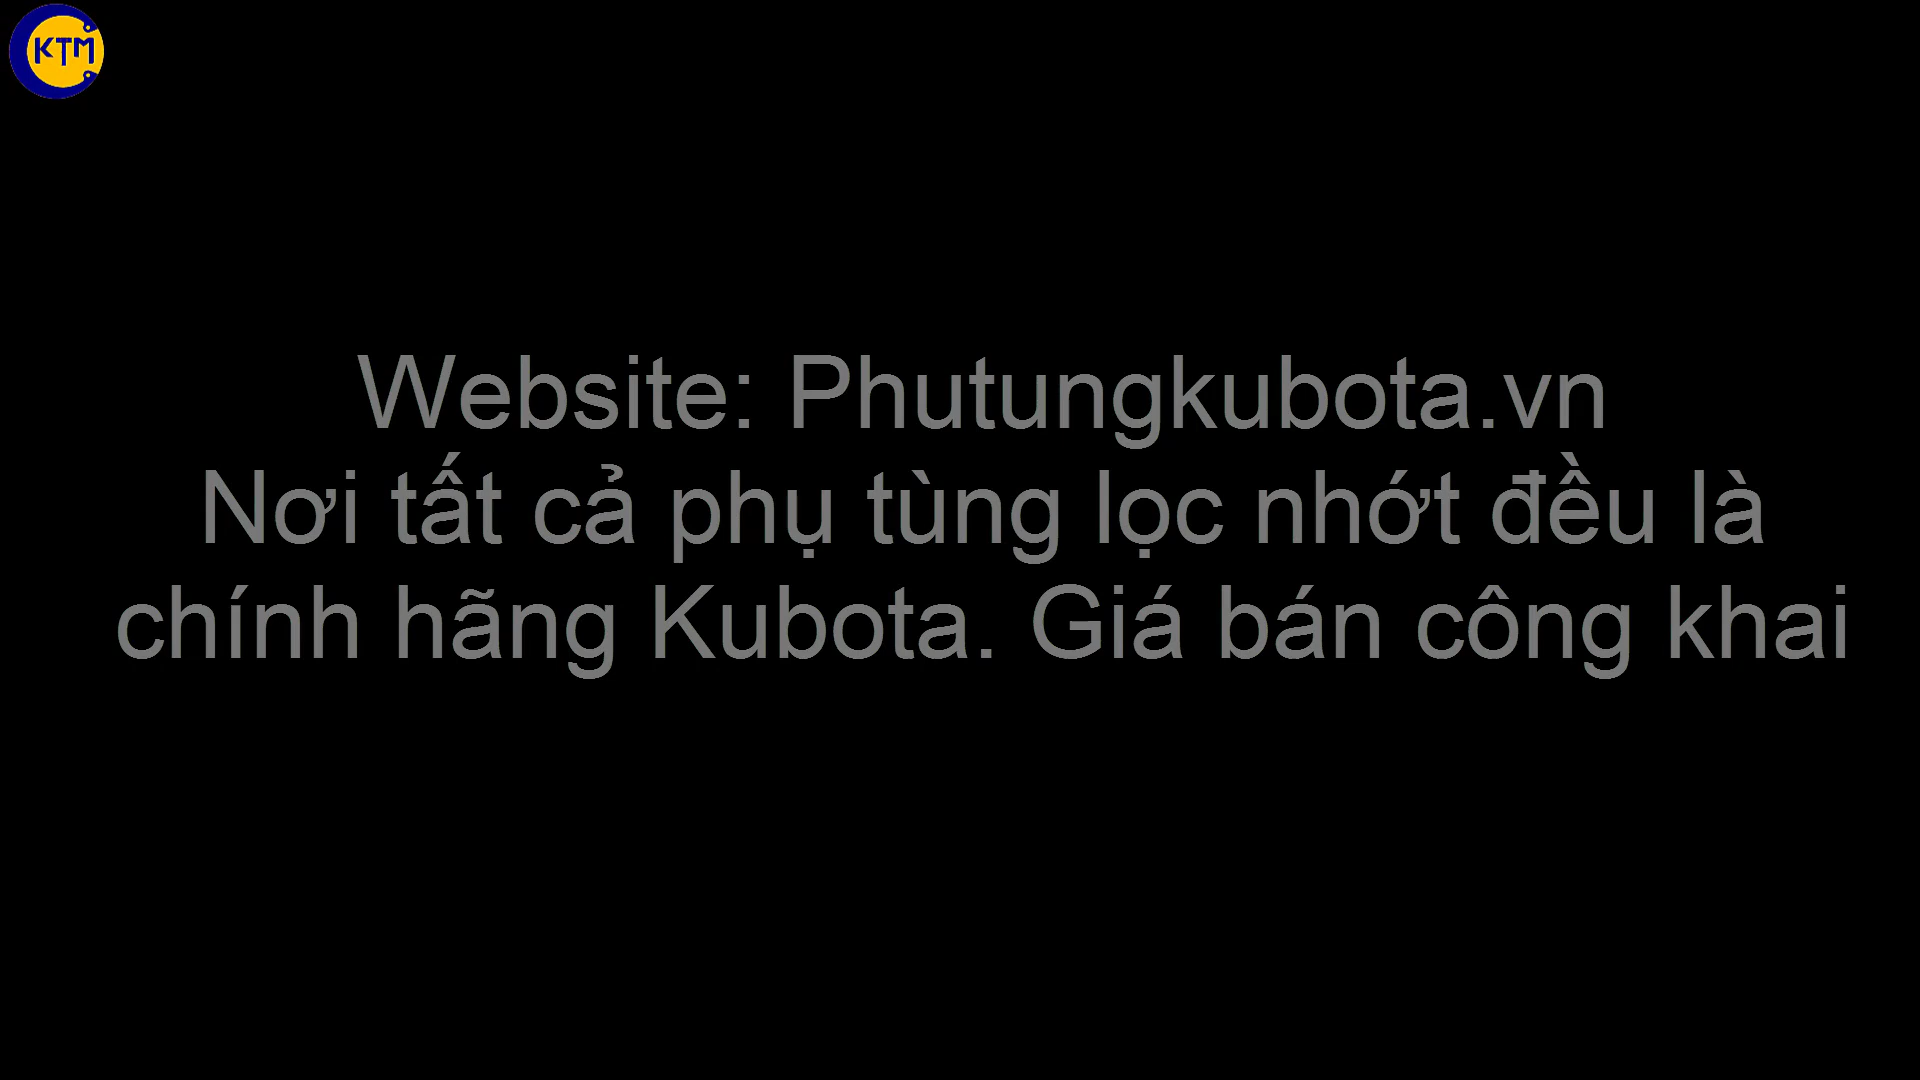 KTM
Website: Phutungkubota.vn
Nơi tất cả phụ tùng lọc nhớt đều là
chính hãng Kubota. Giá bán công khai